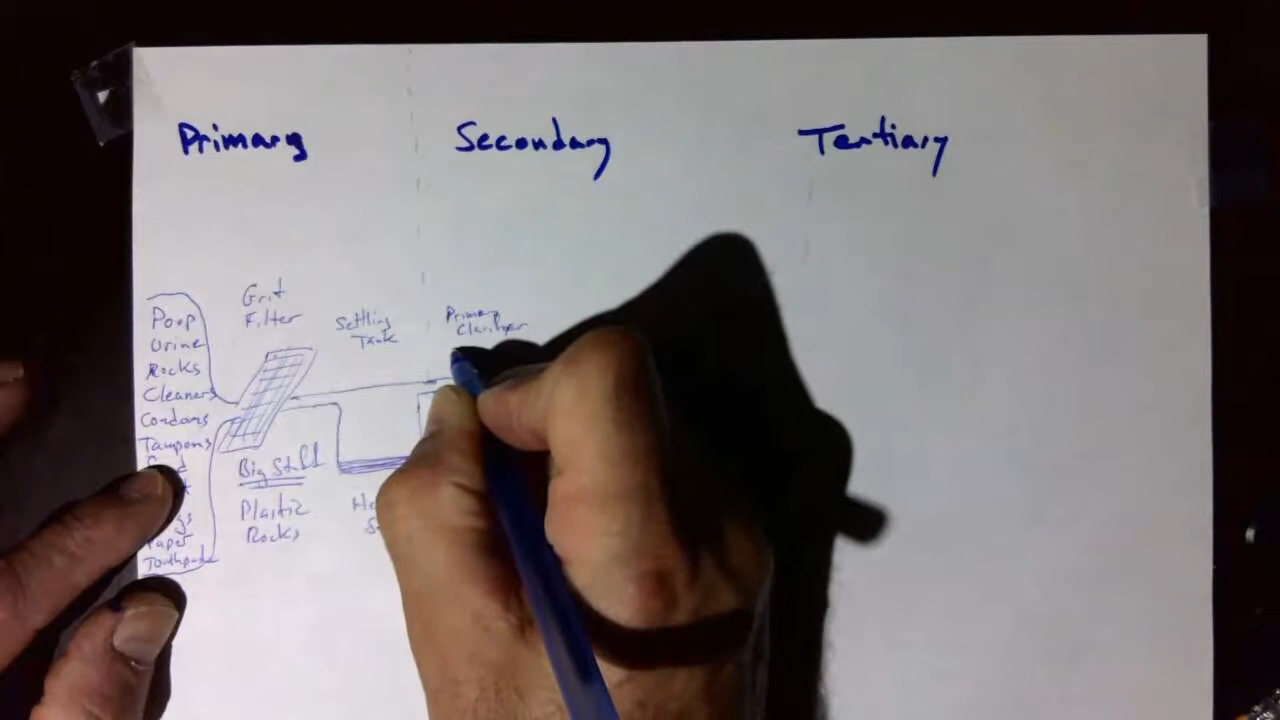 Primary
Secondary
Tertiary
Grit
Filter
Settling
Tank
Primary
Clarifyer
Poop
Urine
Rocks
Cleaners
Condoms
Tampons
Big Stuff
Plastic
Rocks
Paper
Toothpaste